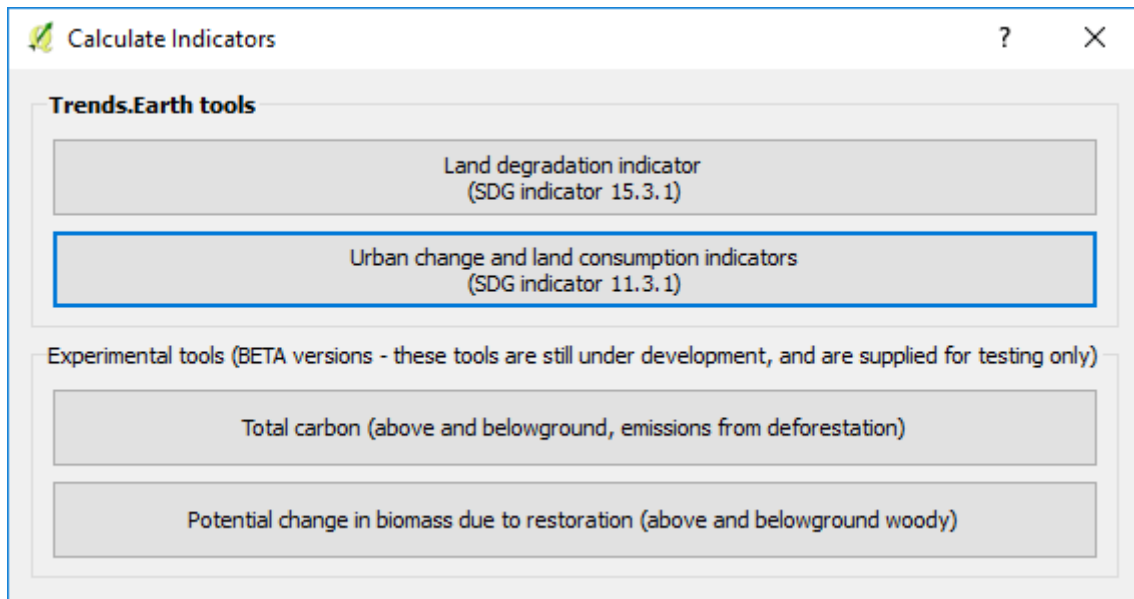 Calculate Indicators
Trends.Earth tools
Land degradation indicator
(SDG indicator 15.3.1)
Urban change and land consumption indicators
(SDG indicator 11.3.1)
Experimental tools (BETA versions - these tools are still under development, and are supplied for testing only)
Total carbon (above and belowground, emissions from deforestation)
Potential change in biomass due to restoration (above and belowground woody)